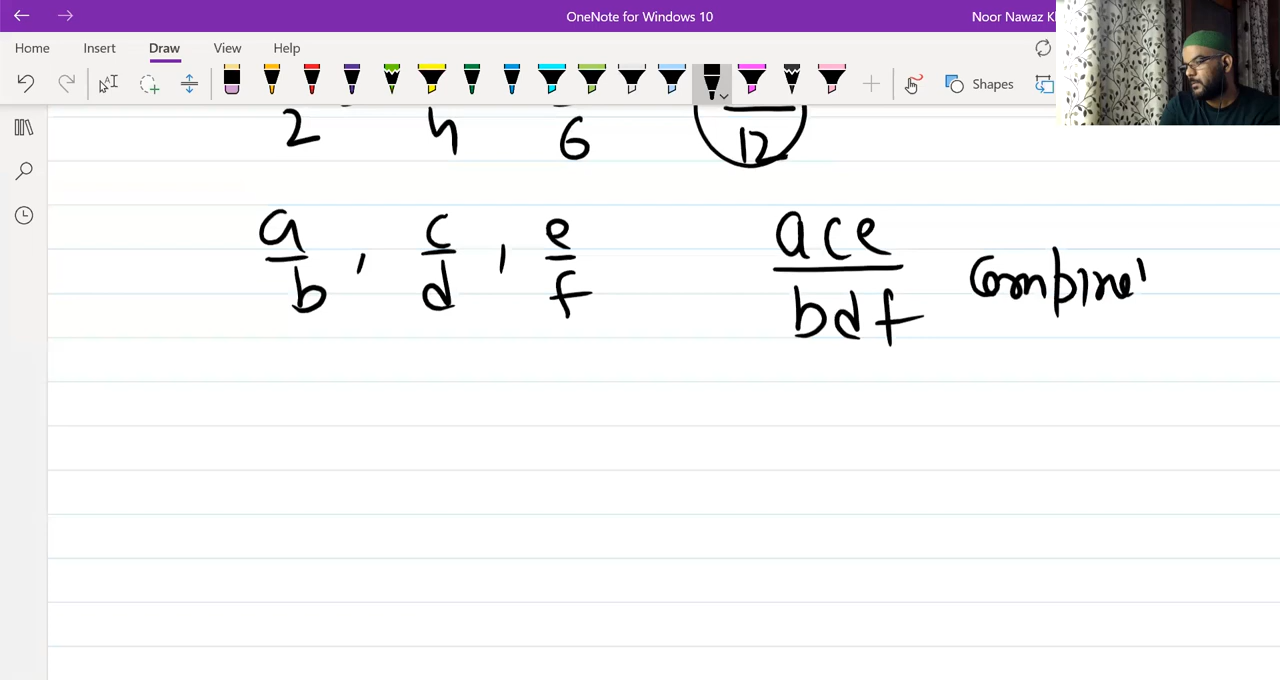 OneNote for Windows 10
Noor Nawaz Kh
Home Insert Draw View Help
Shapes
2 4 6 12
a/b , c/d , e/f ace/bdf combine